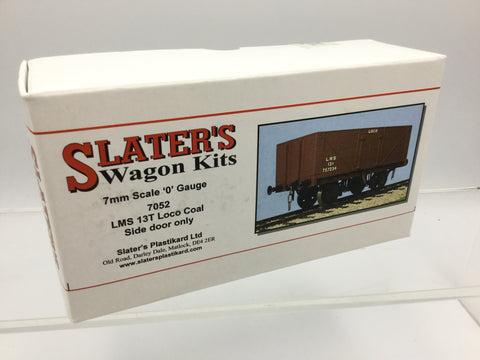 SLATER'S
Wagon Kits
7mm Scale '0' Gauge
7052
LMS 13T Loco Coal
Side door only
Slater's Plastikard Ltd
Old Road, Darley Dale, Matlock, DE4 2ER
www.slatersplastikard.com
LOCO
LMS
13T